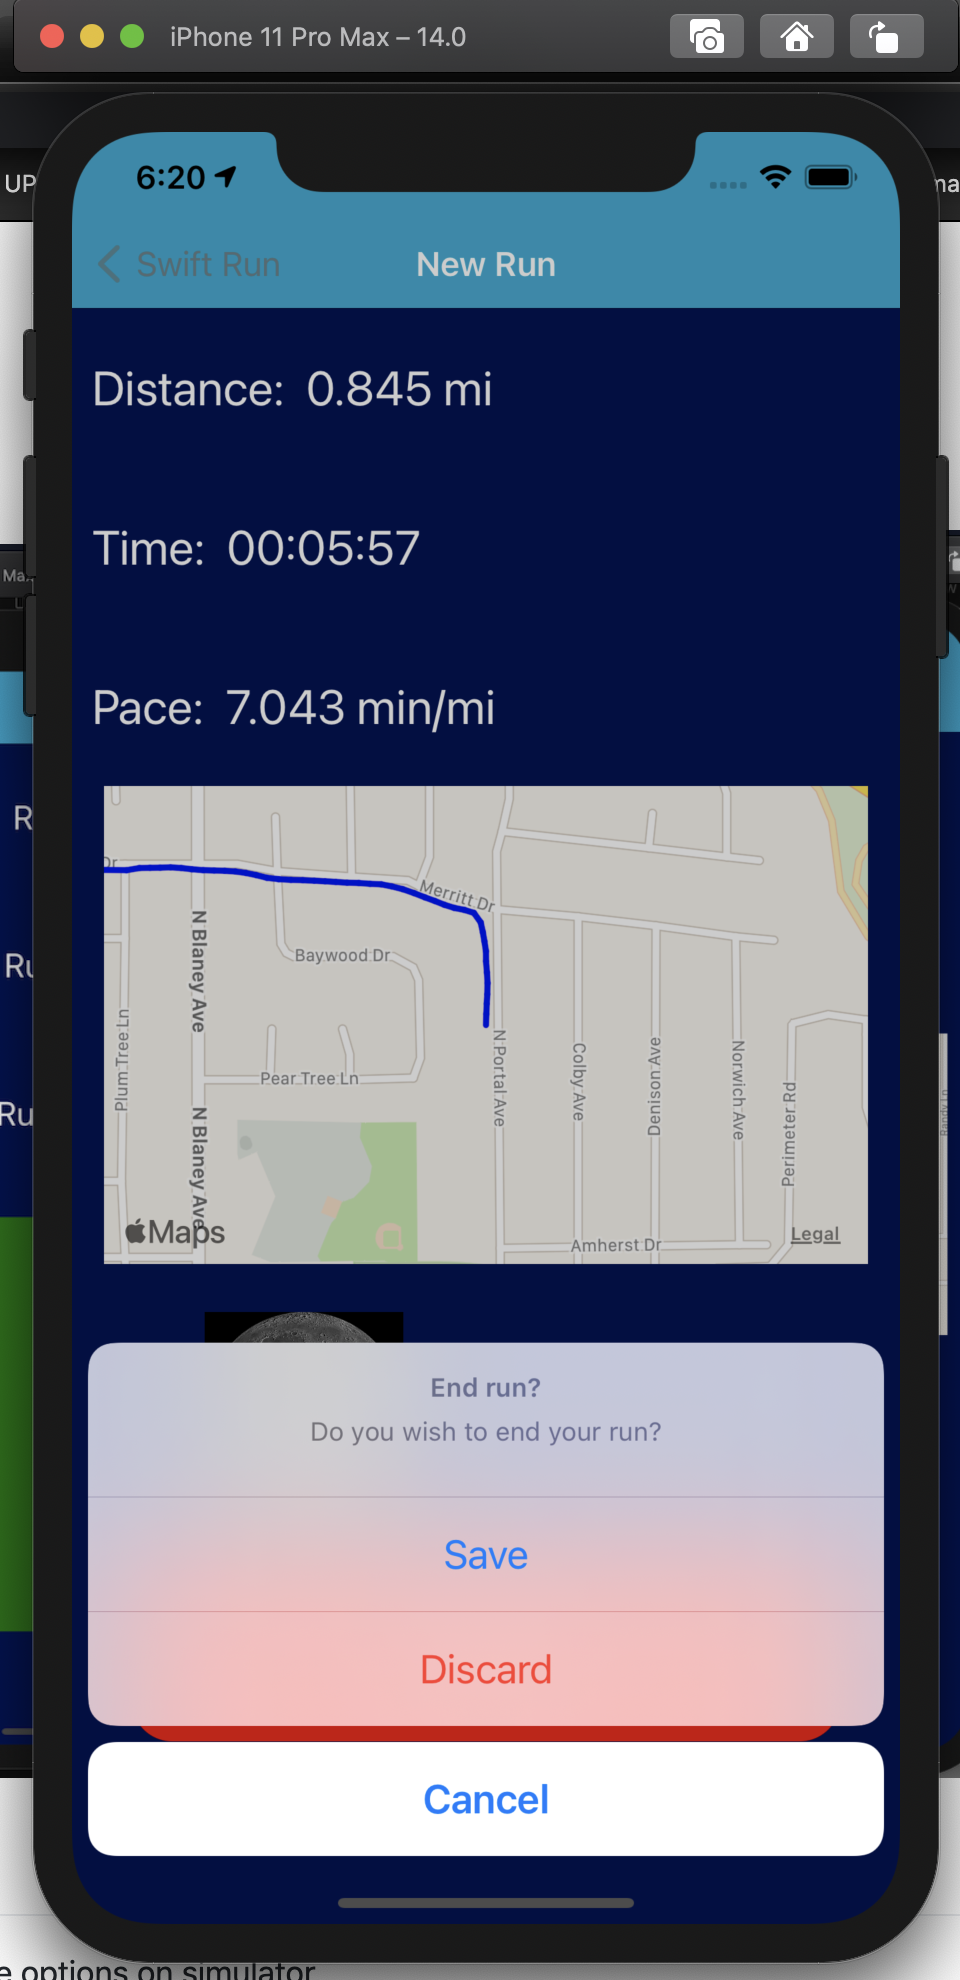 iPhone 11 Pro Max – 14.0
UP
6:20
Swift Run
New Run
Distance: 0.845 mi
Time: 00:05:57
Pace: 7.043 min/mi
Dr
Merritt Dr
N Blaney Ave
Baywood Dr
Plum Tree Ln
Pear Tree Ln
N Portal Ave
Colby Ave
Denison Ave
Norwich Ave
Perimeter Rd
N Blaney Ave
Maps
Amherst Dr
Legal
Randy Ln
End run?
Do you wish to end your run?
Save
Discard
Cancel
e options on simulator